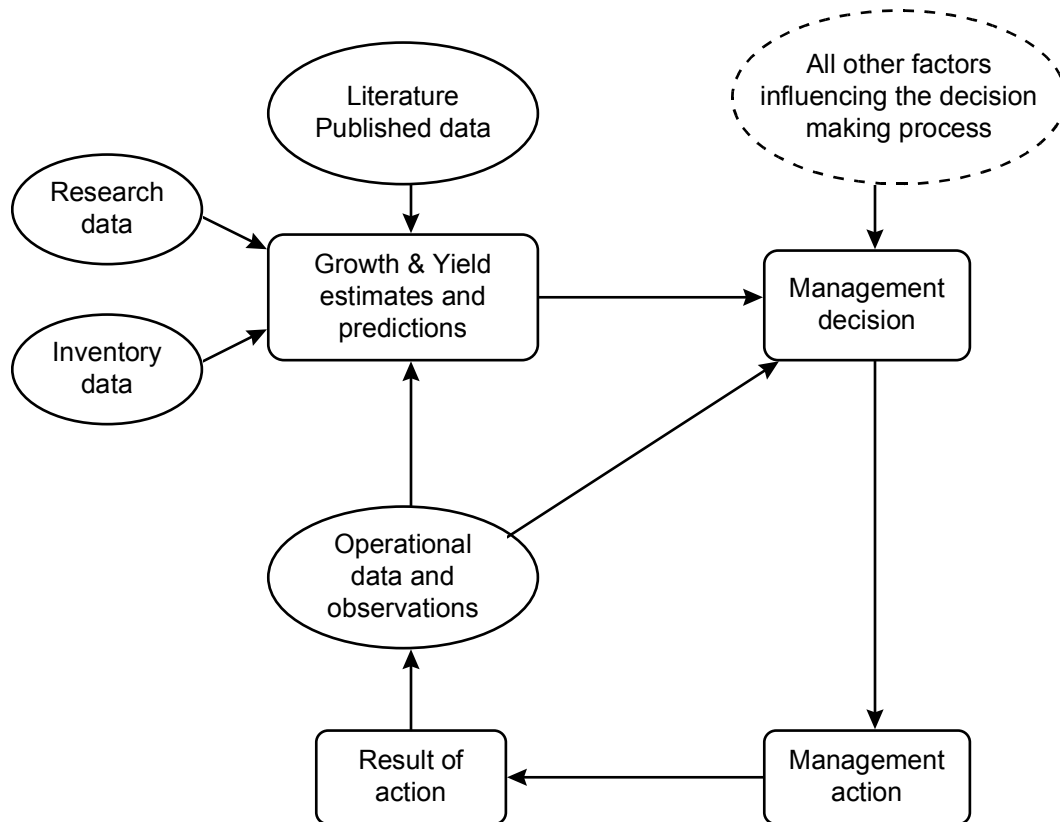 All other factors
influencing the decision
making process
Literature
Published data
Research
data
Growth & Yield
estimates and
predictions
Management
decision
Inventory
data
Operational
data and
observations
Result of
action
Management
action